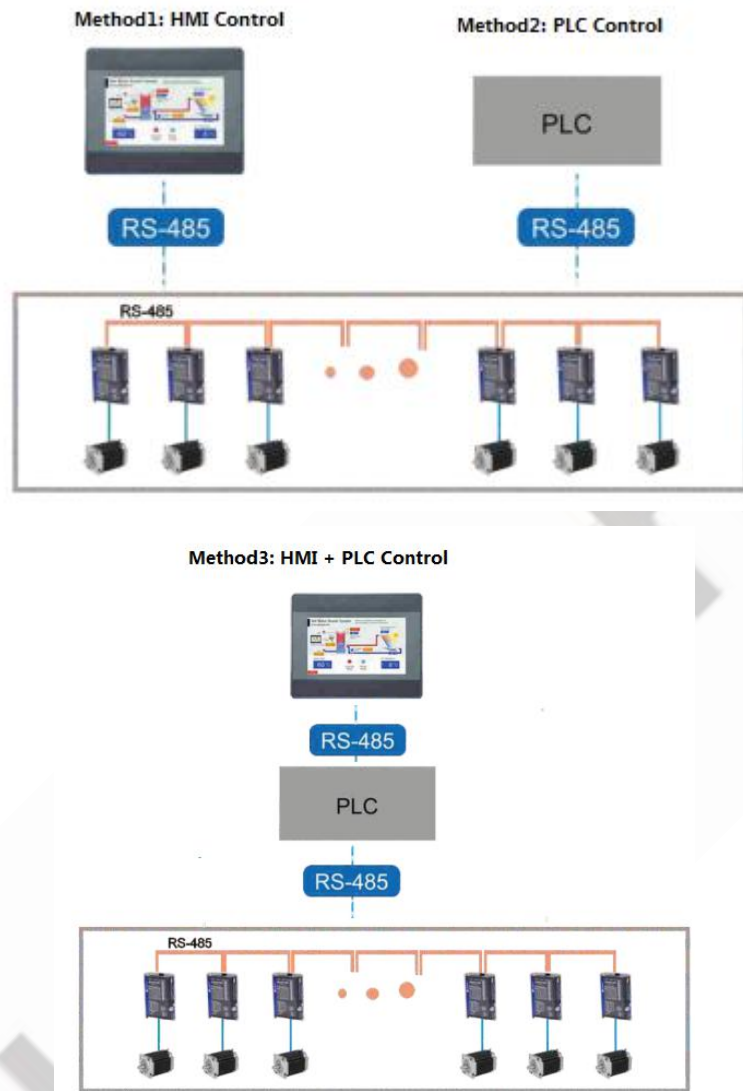 Method1: HMI Control
Method2: PLC Control
PLC
RS-485
RS-485
RS-485
Method3: HMI + PLC Control
RS-485
PLC
RS-485
RS-485